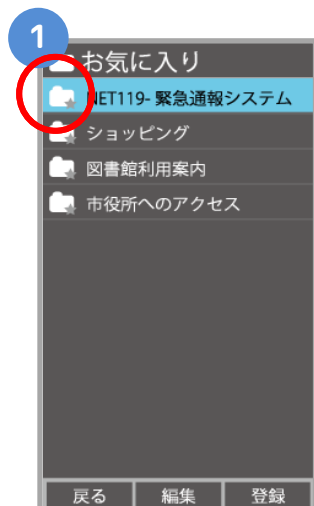 1
お気に入り
NET119- 緊急通報システム
ショッピング
図書館利用案内
市役所へのアクセス
戻る 編集 登録